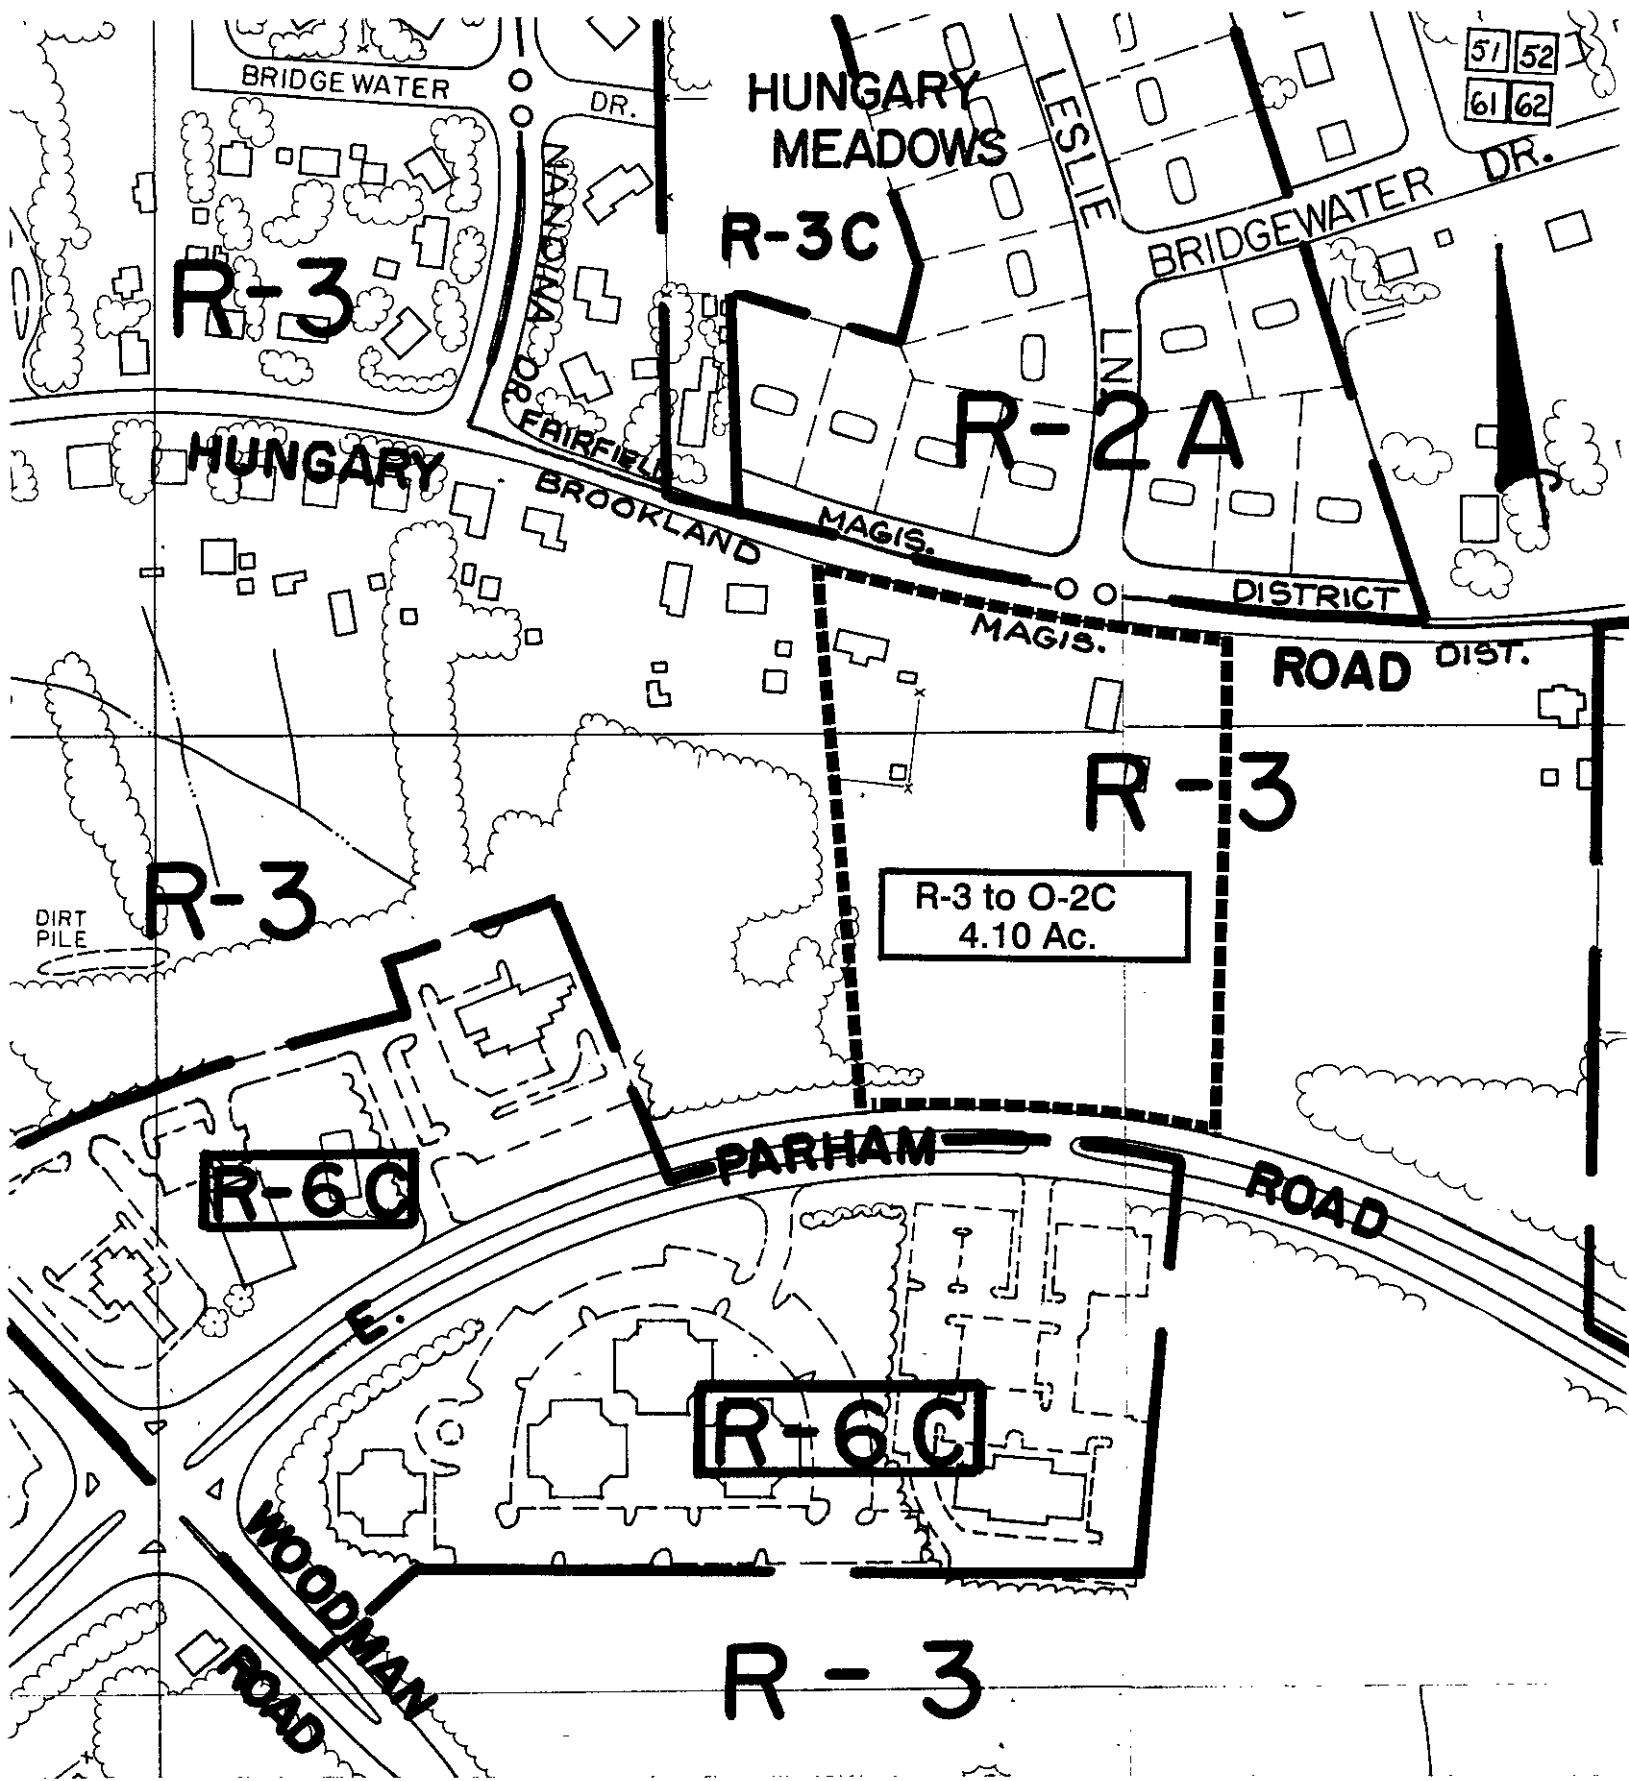 BRIDGEWATER DR.
HUNGARY
MEADOWS
LESLIE LN.
51 52
61 62
BRIDGEWATER DR.
NANDINA DR.
R-3C
R-3
R-2A
HUNGARY
FAIRFIELD
MAGIS.
DISTRICT
BROOKLAND
MAGIS.
DIST.
ROAD
R-3
R-3
DIRT
PILE
R-3 to O-2C
4.10 Ac.
R-6C
E. PARHAM ROAD
R-6C
WOODMAN
ROAD
R-3